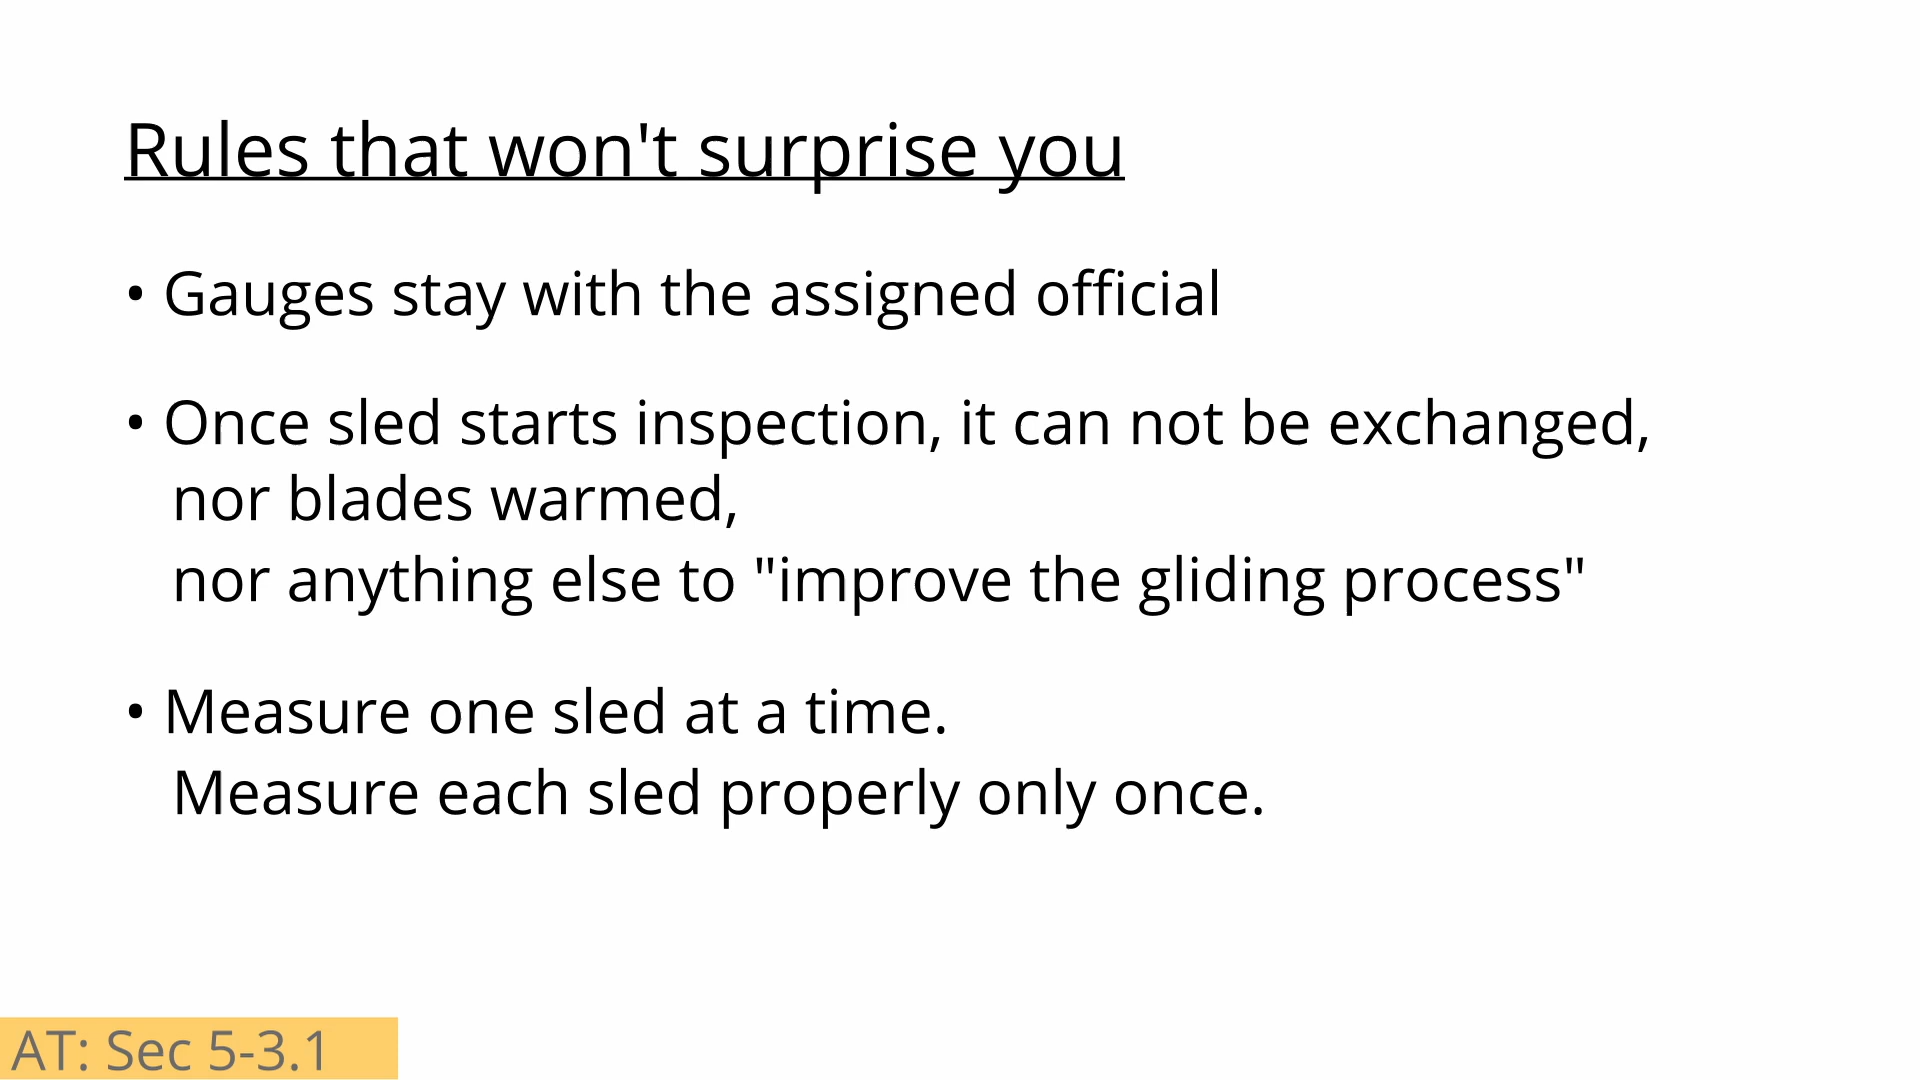 Rules that won't surprise you
• Gauges stay with the assigned official
• Once sled starts inspection, it can not be exchanged,
nor blades warmed,
nor anything else to "improve the gliding process"
• Measure one sled at a time.
Measure each sled properly only once.
AT: Sec 5-3.1